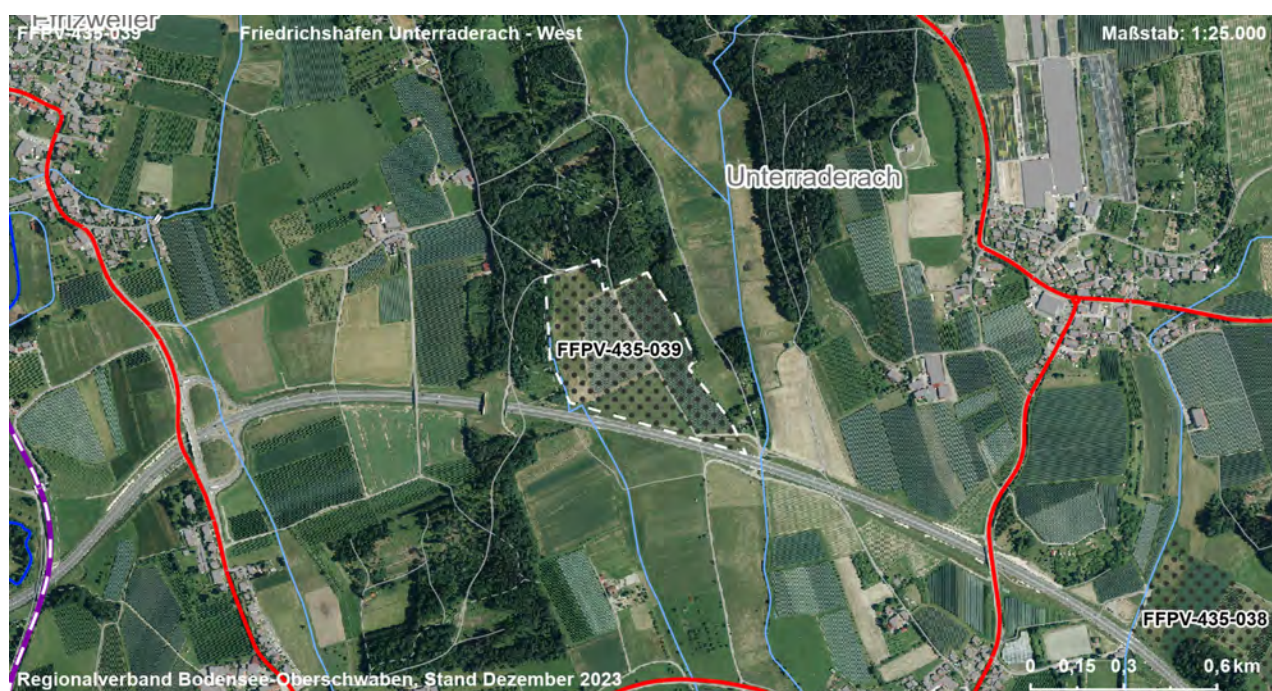 FFPV-435-039
Friedrichshafen Unterraderach - West
Maßstab: 1:25.000
Unterraderach
FFPV-435-039
FFPV-435-038
0 0,15 0.3 0,6 km
Regionalverband Bodensee-Oberschwaben, Stand Dezember 2023